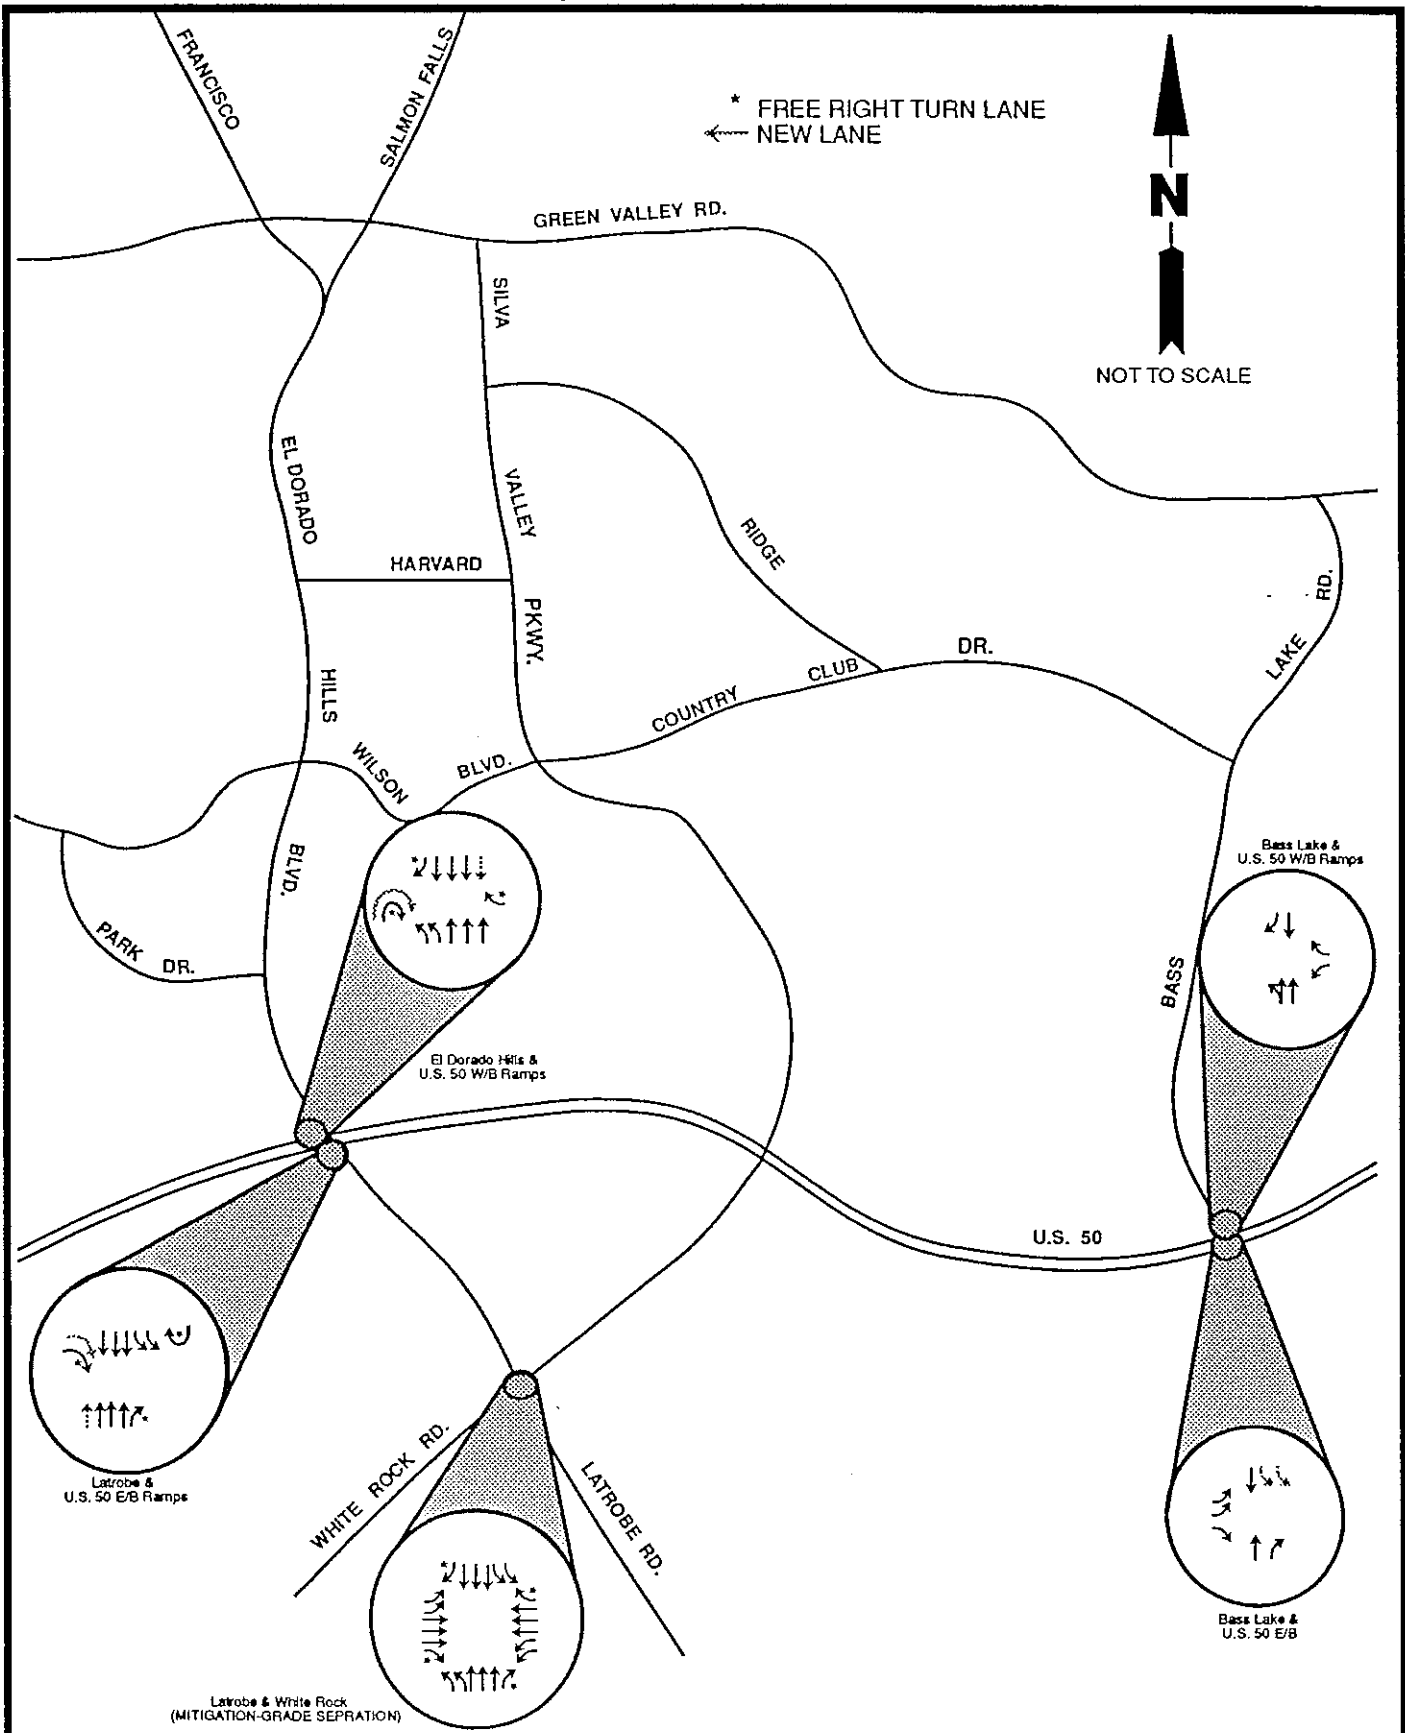 FRANCISCO
SALMON FALLS
* FREE RIGHT TURN LANE
NEW LANE
N
NOT TO SCALE
GREEN VALLEY RD.
SILVA
VALLEY
PKWY.
EL DORADO
HILLS
BLVD.
HARVARD
RIDGE
COUNTRY CLUB DR.
LAKE RD.
WILSON
BLVD.
PARK DR.
BASS
Bass Lake &
U.S. 50 W/B Ramps
El Dorado Hills &
U.S. 50 W/B Ramps
U.S. 50
Latrobe &
U.S. 50 E/B Ramps
WHITE ROCK RD.
LATROBE RD.
Bass Lake &
U.S. 50 E/B
Latrobe & White Rock
(MITIGATION-GRADE SEPRATION)